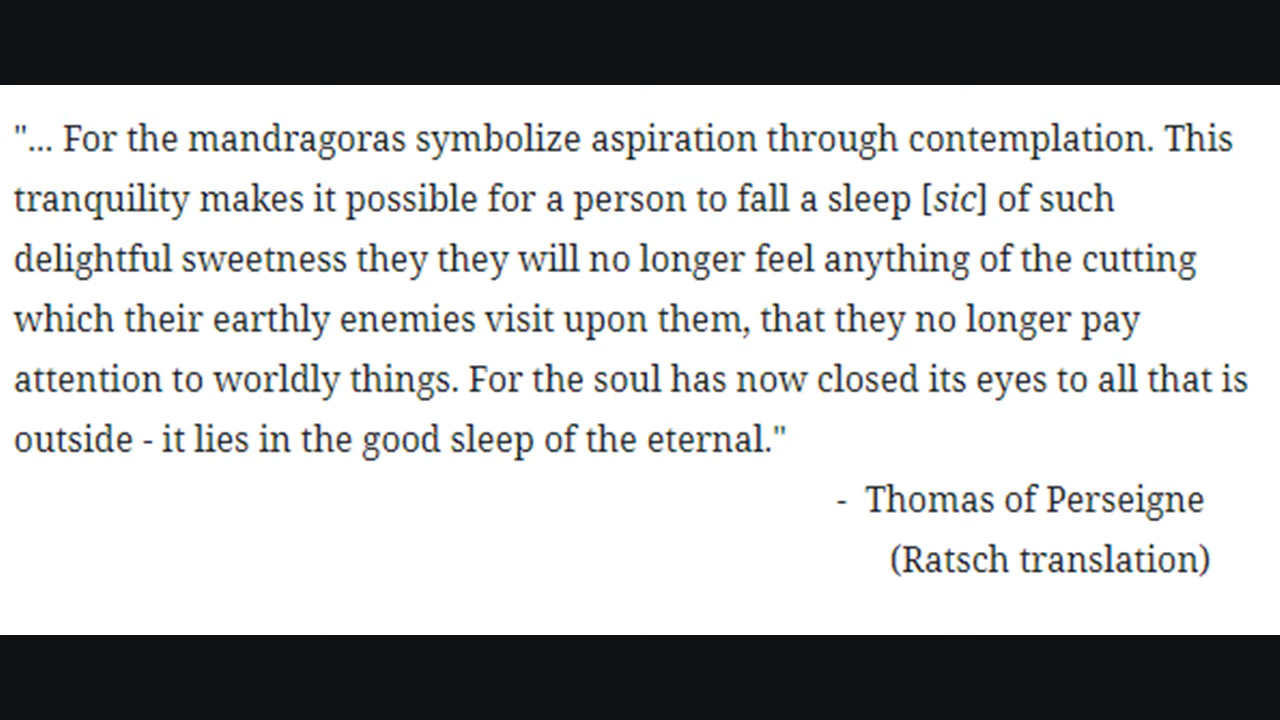 "... For the mandragoras symbolize aspiration through contemplation. This
tranquility makes it possible for a person to fall a sleep [sic] of such
delightful sweetness they they will no longer feel anything of the cutting
which their earthly enemies visit upon them, that they no longer pay
attention to worldly things. For the soul has now closed its eyes to all that is
outside - it lies in the good sleep of the eternal."
- Thomas of Perseigne
(Ratsch translation)